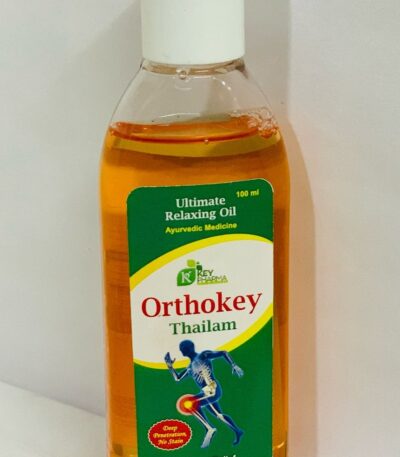 100 ml
Ultimate
Relaxing Oil
Ayurvedic Medicine
KEY
PHARMA
Orthokey
Thailam
Deep
Penetration,
No Stain